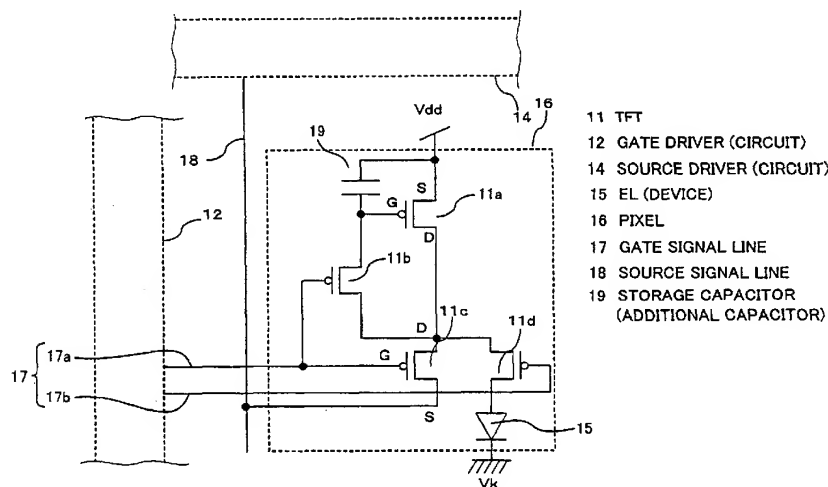 14
16
Vdd
18
19
S
G
11a
D
12
11b
D
11c
11d
G
17a
17
17b
S
15
Vk
11 TFT
12 GATE DRIVER (CIRCUIT)
14 SOURCE DRIVER (CIRCUIT)
15 EL (DEVICE)
16 PIXEL
17 GATE SIGNAL LINE
18 SOURCE SIGNAL LINE
19 STORAGE CAPACITOR
(ADDITIONAL CAPACITOR)